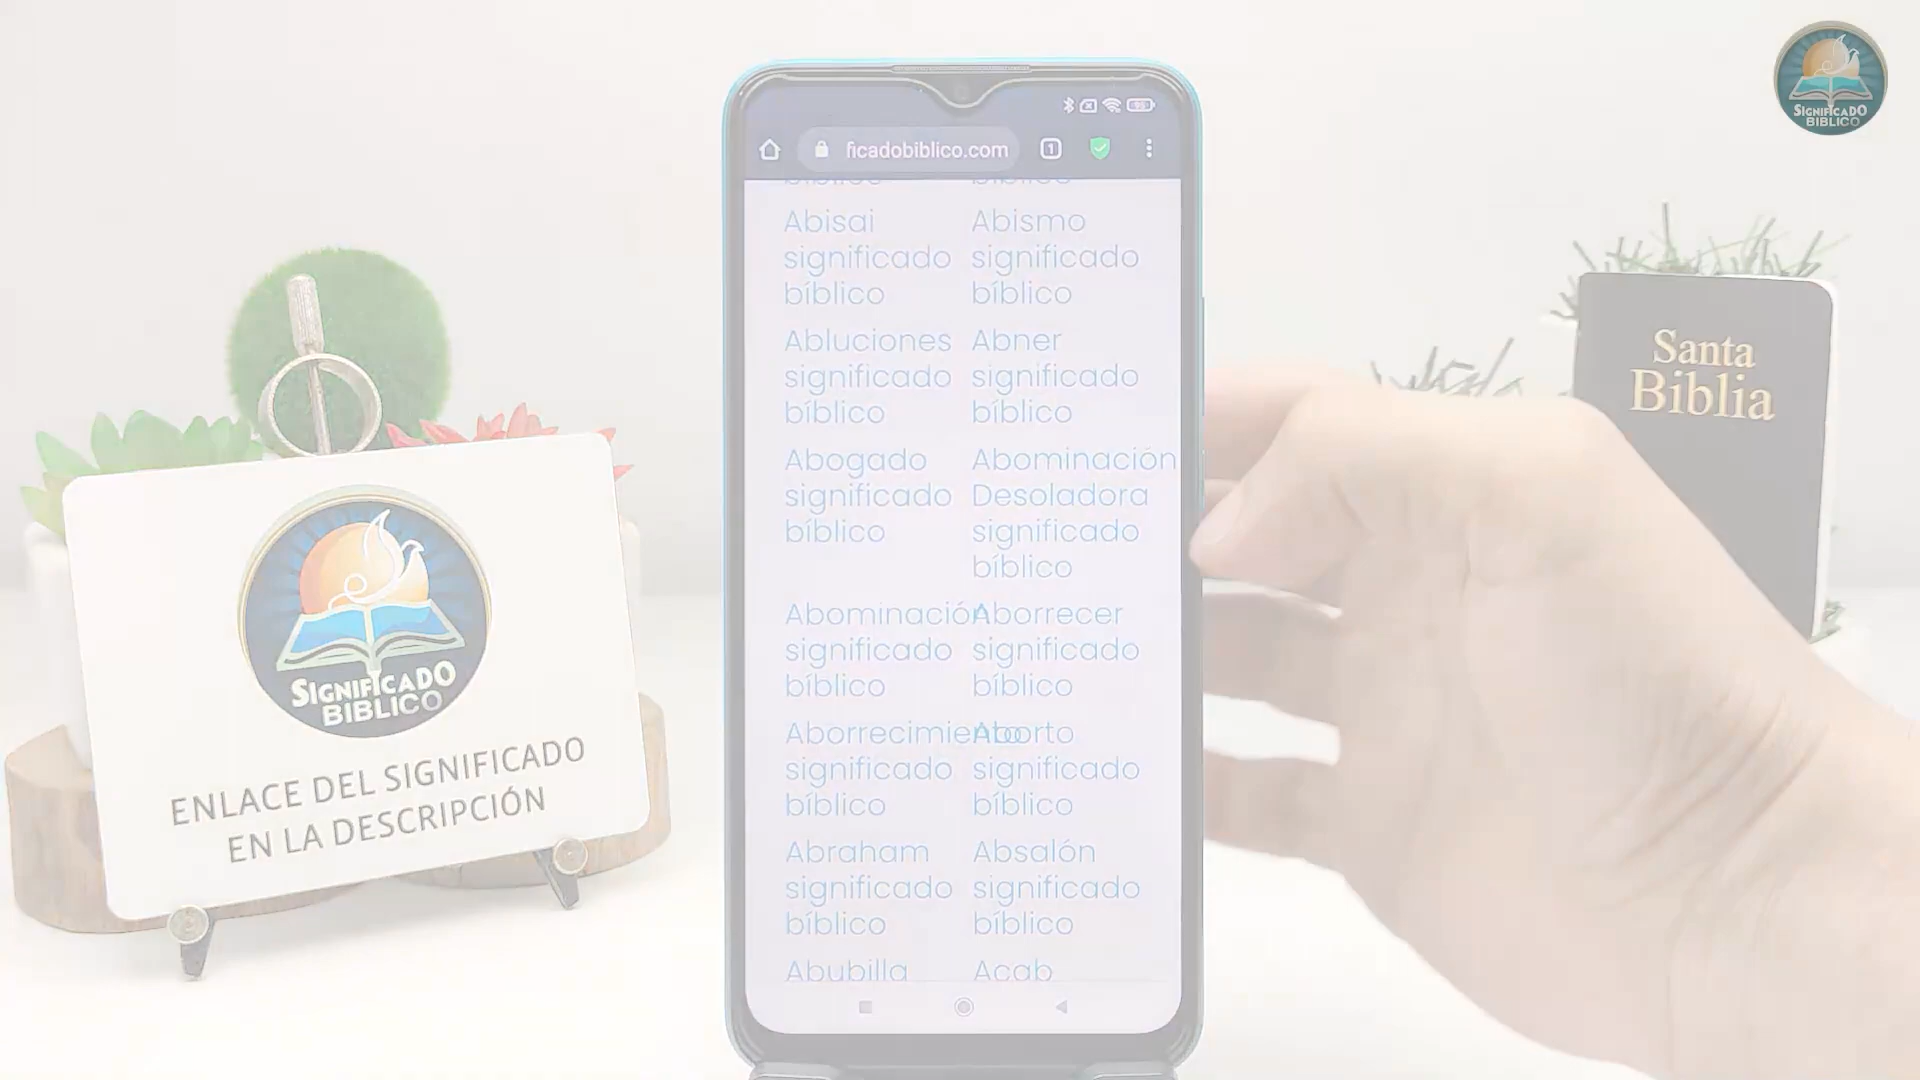 SIGNIFICADO
BIBLICO
ficadobiblico.com
1
Abisai
significado
bíblico
Abismo
significado
bíblico
Abluciones
significado
bíblico
Abner
significado
bíblico
Abogado
significado
bíblico
Abominación
Desoladora
significado
bíblico
Abominación
significado
bíblico
Aborrecer
significado
bíblico
Aborrecimiento
significado
bíblico
Aborto
significado
bíblico
Abraham
significado
bíblico
Absalón
significado
bíblico
Abubilla
Acab
SIGNIFICADO
BIBLICO
ENLACE DEL SIGNIFICADO
EN LA DESCRIPCIÓN
Santa
Biblia